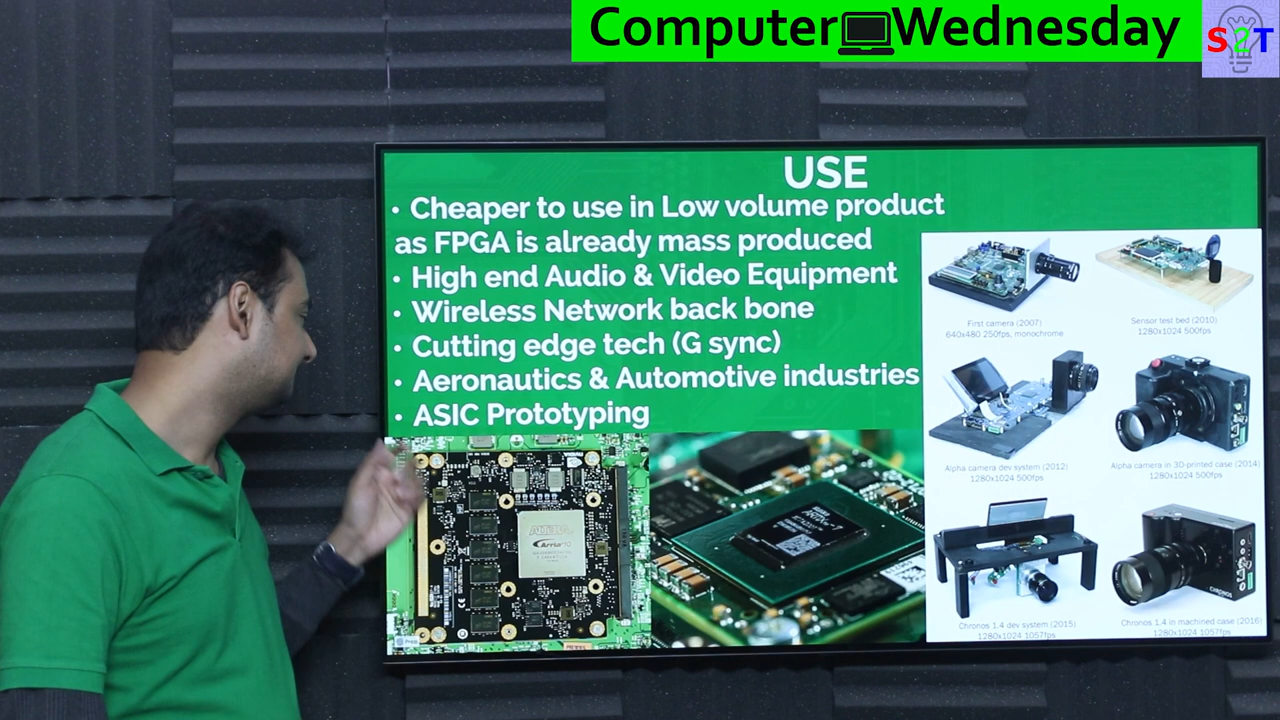 Computer Wednesday
S2T
USE
• Cheaper to use in Low volume product
as FPGA is already mass produced
• High end Audio & Video Equipment
• Wireless Network back bone
• Cutting edge tech (G sync)
• Aeronautics & Automotive industries
• ASIC Prototyping
First camera (2007)
640x480 250fps, monochrome
Sensor test bed (2010)
1280x1024 500fps
Alpha camera dev system (2012)
1280x1024 500fps
Alpha camera in 3D-printed case (2014)
1280x1024 500fps
Chronos 1.4 dev system (2015)
1280x1024 1057fps
Chronos 1.4 in machined case (2016)
1280x1024 1057fps
CHRONOS
ALTERA
Arria 10
ARTIX-7